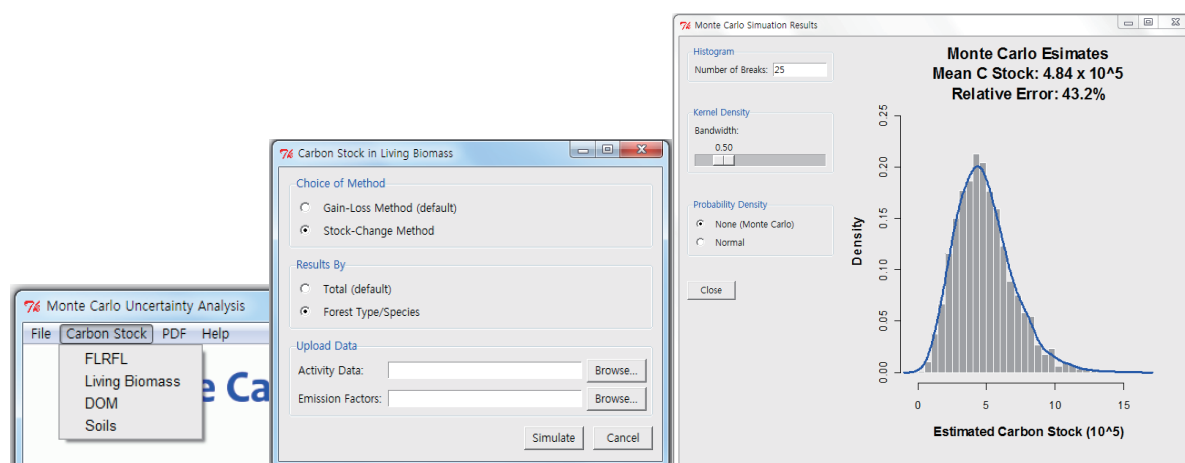 Monte Carlo Uncertainty Analysis
File Carbon Stock PDF Help
FLRFL
Living Biomass
DOM
Soils
e Ca
Carbon Stock in Living Biomass
Choice of Method
Gain-Loss Method (default)
Stock-Change Method
Results By
Total (default)
Forest Type/Species
Upload Data
Activity Data: Browse...
Emission Factors: Browse...
Simulate Cancel
Monte Carlo Simuation Results
Histogram
Number of Breaks: 25
Kernel Density
Bandwidth:
0.50
Probability Density
None (Monte Carlo)
Normal
Close
Monte Carlo Esimates
Mean C Stock: 4.84 x 10^5
Relative Error: 43.2%
Density
0.25
0.20
0.15
0.10
0.05
0.00
0 5 10 15
Estimated Carbon Stock (10^5)